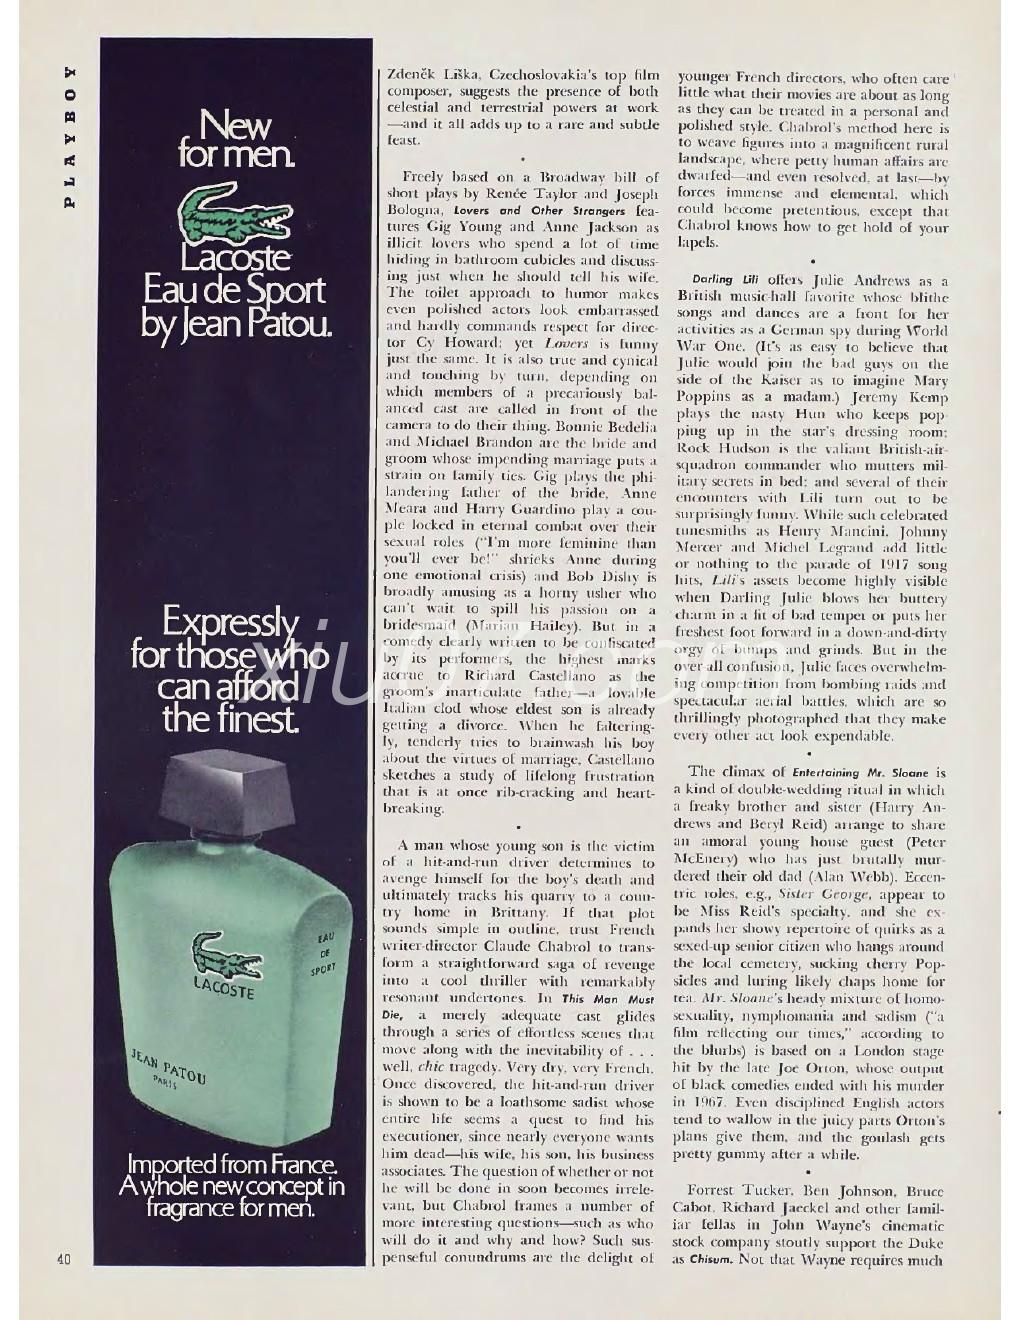 PLAYBOY
New
for men.
Lacoste
Eau de Sport
by Jean Patou.
Expressly
for those who
can afford
the finest.
EAU
DE
SPORT
LACOSTE
JEAN PATOU
PARIS
Imported from France.
A whole new concept in
fragrance for men.
40
Zdeněk Liška, Czechoslovakia's top film
composer, suggests the presence of both
celestial and terrestrial powers at work
—and it all adds up to a rare and subtle
feast.
•
Freely based on a Broadway bill of
short plays by Renée Taylor and Joseph
Bologna, Lovers and Other Strangers fea-
tures Gig Young and Anne Jackson as
illicit lovers who spend a lot of time
hiding in bathroom cubicles and discuss-
ing just when he should tell his wife.
The toilet approach to humor makes
even polished actors look embarrassed
and hardly commands respect for direc-
tor Cy Howard; yet Lovers is funny
just the same. It is also true and cynical
and touching by turn, depending on
which members of a precariously bal-
anced cast are called in front of the
camera to do their thing. Bonnie Bedelia
and Michael Brandon are the bride and
groom whose impending marriage puts a
strain on family ties. Gig plays the phi-
landering father of the bride, Anne
Meara and Harry Guardino play a cou-
ple locked in eternal combat over their
sexual roles ("I'm more feminine than
you'll ever be!" shrieks Anne during
one emotional crisis) and Bob Dishy is
broadly amusing as a horny usher who
can't wait to spill his passion on a
bridesmaid (Marian Hailey). But in a
comedy clearly written to be confiscated
by its performers, the highest marks
accrue to Richard Castellano as the
groom's inarticulate father—a lovable
Italian clod whose eldest son is already
getting a divorce. When he faltering-
ly, tenderly tries to brainwash his boy
about the virtues of marriage, Castellano
sketches a study of lifelong frustration
that is at once rib-cracking and heart-
breaking.
•
A man whose young son is the victim
of a hit-and-run driver determines to
avenge himself for the boy's death and
ultimately tracks his quarry to a coun-
try home in Brittany. If that plot
sounds simple in outline, trust French
writer-director Claude Chabrol to trans-
form a straightforward saga of revenge
into a cool thriller with remarkably
resonant undertones. In This Man Must
Die, a merely adequate cast glides
through a series of effortless scenes that
move along with the inevitability of . . .
well, chic tragedy. Very dry, very French.
Once discovered, the hit-and-run driver
is shown to be a loathsome sadist whose
entire life seems a quest to find his
executioner, since nearly everyone wants
him dead—his wife, his son, his business
associates. The question of whether or not
he will be done in soon becomes irrele-
vant, but Chabrol frames a number of
more interesting questions—such as who
will do it and why and how? Such sus-
penseful conundrums are the delight of
younger French directors, who often care
little what their movies are about as long
as they can be treated in a personal and
polished style. Chabrol's method here is
to weave figures into a magnificent rural
landscape, where petty human affairs are
dwarfed—and even resolved, at last—by
forces immense and elemental, which
could become pretentious, except that
Chabrol knows how to get hold of your
lapels.
•
Darling Lili offers Julie Andrews as a
British music-hall favorite whose blithe
songs and dances are a front for her
activities as a German spy during World
War One. (It's as easy to believe that
Julie would join the bad guys on the
side of the Kaiser as to imagine Mary
Poppins as a madam.) Jeremy Kemp
plays the nasty Hun who keeps pop-
ping up in the star's dressing room;
Rock Hudson is the valiant British-air-
squadron commander who mutters mil-
itary secrets in bed; and several of their
encounters with Lili turn out to be
surprisingly funny. While such celebrated
tunesmiths as Henry Mancini, Johnny
Mercer and Michel Legrand add little
or nothing to the parade of 1917 song
hits, Lili's assets become highly visible
when Darling Julie blows her buttery
charm in a fit of bad temper or puts her
freshest foot forward in a down-and-dirty
orgy of bumps and grinds. But in the
over-all confusion, Julie faces overwhelm-
ing competition from bombing raids and
spectacular aerial battles, which are so
thrillingly photographed that they make
every other act look expendable.
•
The climax of Entertaining Mr. Sloane is
a kind of double-wedding ritual in which
a freaky brother and sister (Harry An-
drews and Beryl Reid) arrange to share
an amoral young house guest (Peter
McEnery) who has just brutally mur-
dered their old dad (Alan Webb). Eccen-
tric roles, e.g., Sister George, appear to
be Miss Reid's specialty, and she ex-
pands her showy repertoire of quirks as a
sexed-up senior citizen who hangs around
the local cemetery, sucking cherry Pop-
sicles and luring likely chaps home for
tea. Mr. Sloane's heady mixture of homo-
sexuality, nymphomania and sadism ("a
film reflecting our times," according to
the blurbs) is based on a London stage
hit by the late Joe Orton, whose output
of black comedies ended with his murder
in 1967. Even disciplined English actors
tend to wallow in the juicy parts Orton's
plans give them, and the goulash gets
pretty gummy after a while.
•
Forrest Tucker, Ben Johnson, Bruce
Cabot, Richard Jaeckel and other famil-
iar fellas in John Wayne's cinematic
stock company stoutly support the Duke
as Chisum. Not that Wayne requires much